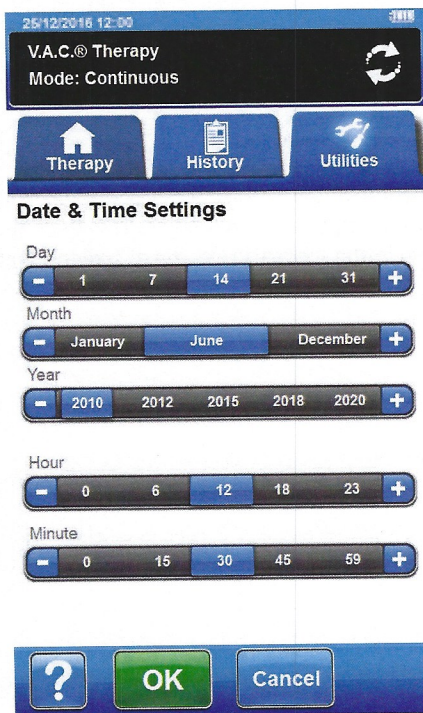 25/12/2016 12:00
V.A.C.® Therapy
Mode: Continuous
Therapy History Utilities
Date & Time Settings
Day
- 1 7 14 21 31 +
Month
- January June December +
Year
- 2010 2012 2015 2018 2020 +
Hour
- 0 6 12 18 23 +
Minute
- 0 15 30 45 59 +
? OK Cancel